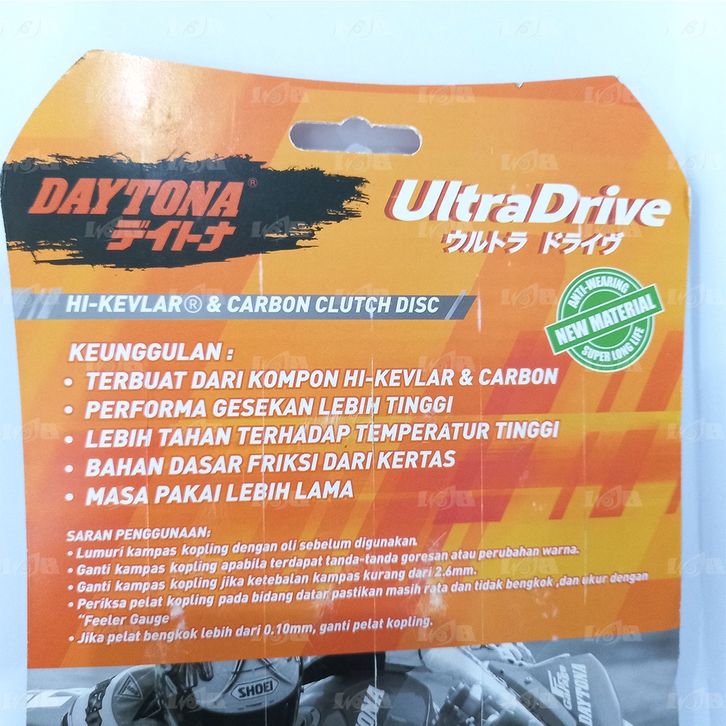 DAYTONA®
デイトナ
UltraDrive
ウルトラ ドライヴ
HI-KEVLAR® & CARBON CLUTCH DISC
ANTI-WEARING
NEW MATERIAL
SUPER LONG LIFE
KEUNGGULAN :
• TERBUAT DARI KOMPON HI-KEVLAR & CARBON
• PERFORMA GESEKAN LEBIH TINGGI
• LEBIH TAHAN TERHADAP TEMPERATUR TINGGI
• BAHAN DASAR FRIKSI DARI KERTAS
• MASA PAKAI LEBIH LAMA
SARAN PENGGUNAAN:
• Lumuri kampas kopling dengan oli sebelum digunakan.
• Ganti kampas kopling apabila terdapat tanda-tanda goresan atau perubahan warna.
• Ganti kampas kopling jika ketebalan kampas kurang dari 2.6mm.
• Periksa pelat kopling pada bidang datar pastikan masih rata dan tidak bengkok ,dan ukur dengan
"Feeler Gauge"
• Jika pelat bengkok lebih dari 0.10mm, ganti pelat kopling.
SHOEI
DAYTONA
DAYTONA